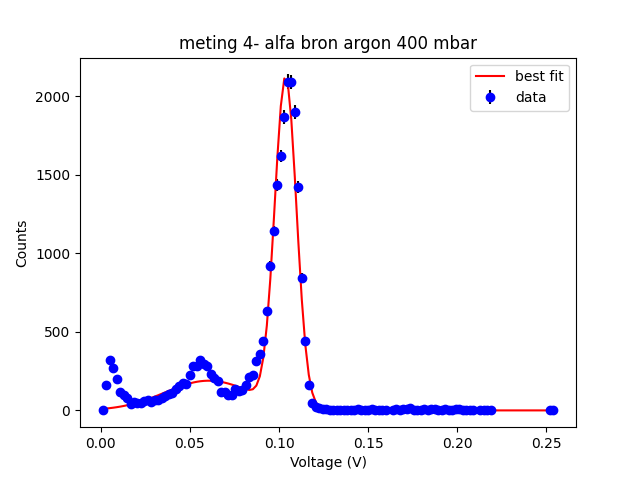 meting 4- alfa bron argon 400 mbar
best fit
data
Counts
2000
1500
1000
500
0
0.00 0.05 0.10 0.15 0.20 0.25
Voltage (V)